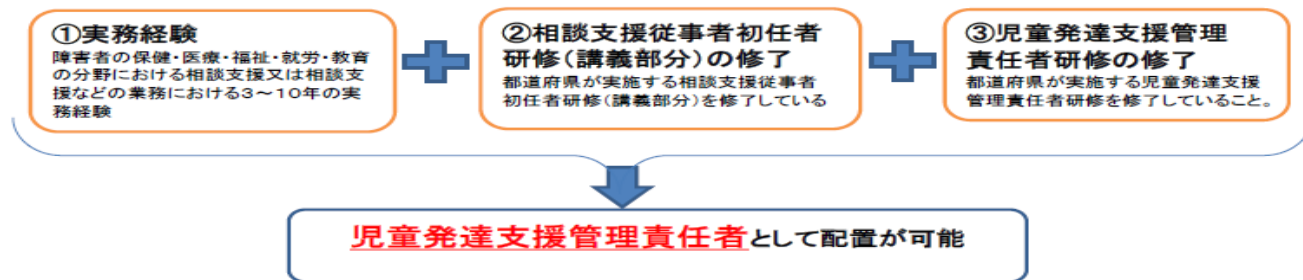 ①実務経験
障害者の保健・医療・福祉・就労・教育
の分野における相談支援又は相談支
援などの業務における3～10年の実
務経験
②相談支援従事者初任者
研修(講義部分)の修了
都道府県が実施する相談支援従事者
初任者研修(講義部分)を修了している
③児童発達支援管理
責任者研修の修了
都道府県が実施する児童発達支援
管理責任者研修を修了していること。
児童発達支援管理責任者として配置が可能